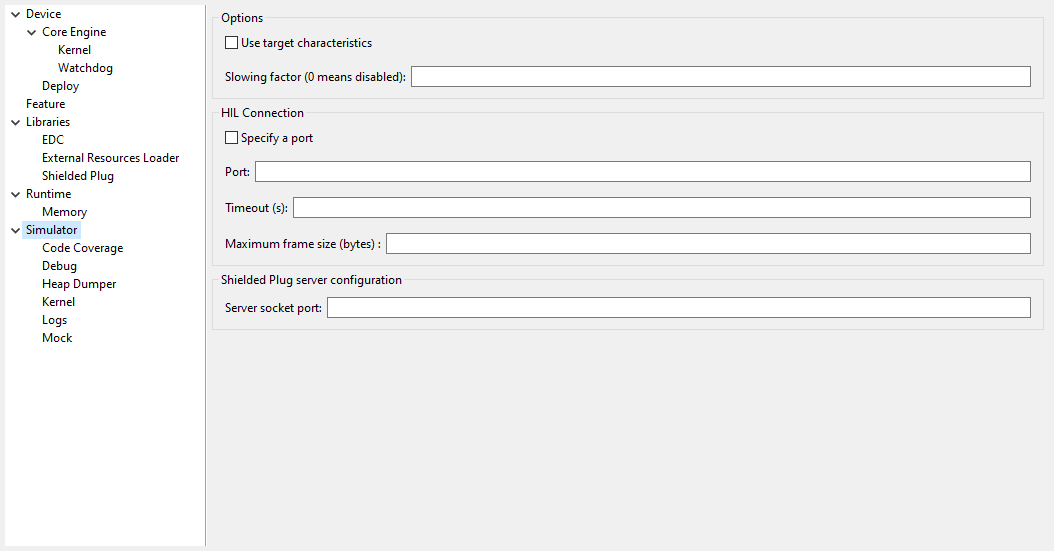 Device
Core Engine
Kernel
Watchdog
Deploy
Feature
Libraries
EDC
External Resources Loader
Shielded Plug
Runtime
Memory
Simulator
Code Coverage
Debug
Heap Dumper
Kernel
Logs
Mock
Options
Use target characteristics
Slowing factor (0 means disabled):
HIL Connection
Specify a port
Port:
Timeout (s):
Maximum frame size (bytes) :
Shielded Plug server configuration
Server socket port: